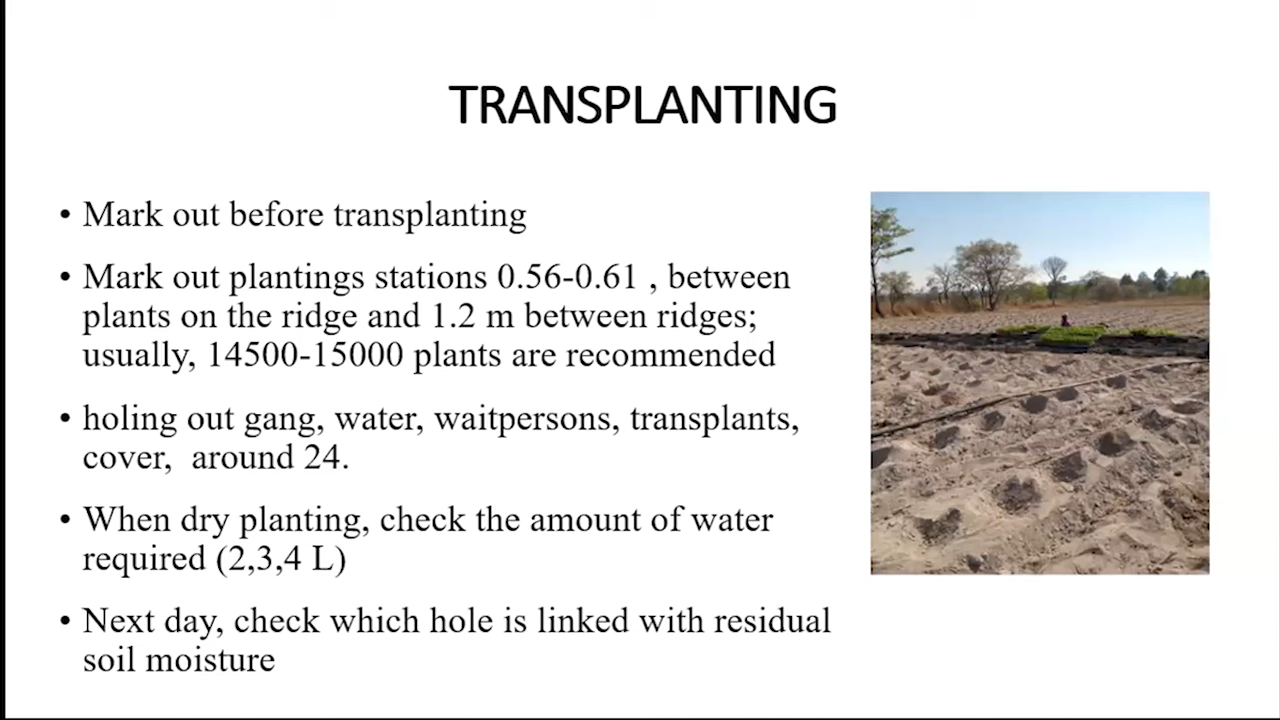 TRANSPLANTING
• Mark out before transplanting
• Mark out plantings stations 0.56-0.61 , between
plants on the ridge and 1.2 m between ridges;
usually, 14500-15000 plants are recommended
• holing out gang, water, waitpersons, transplants,
cover, around 24.
• When dry planting, check the amount of water
required (2,3,4 L)
• Next day, check which hole is linked with residual
soil moisture